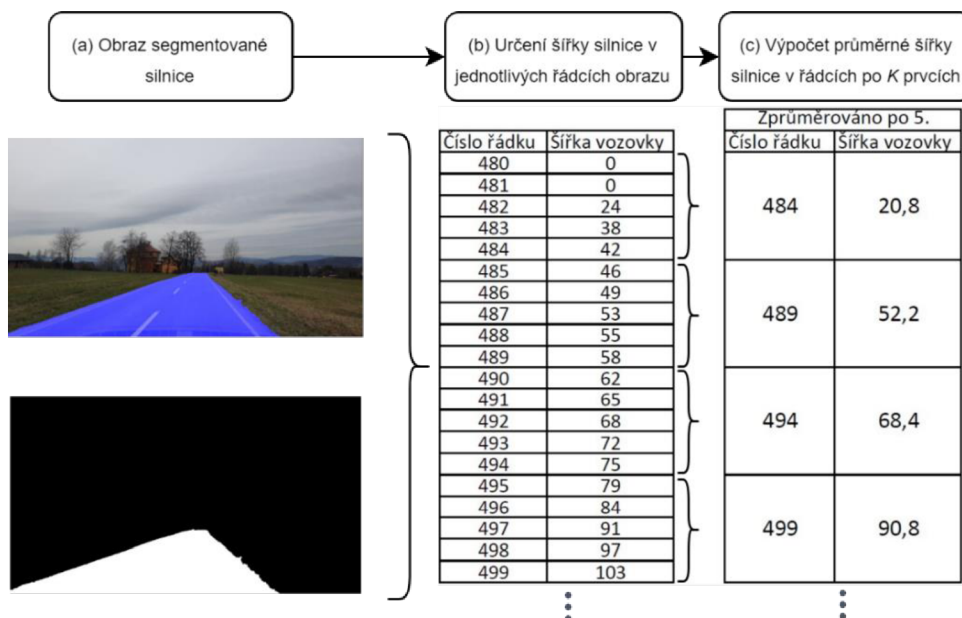 (a) Obraz segmentované
silnice
(b) Určení šířky silnice v
jednotlivých řádcích obrazu
(c) Výpočet průměrné šířky
silnice v řádcích po K prvcích
Číslo řádku Šířka vozovky
480 0
481 0
482 24
483 38
484 42
485 46
486 49
487 53
488 55
489 58
490 62
491 65
492 68
493 72
494 75
495 79
496 84
497 91
498 97
499 103
Zprůměrováno po 5.
Číslo řádku Šířka vozovky
484 20,8
489 52,2
494 68,4
499 90,8